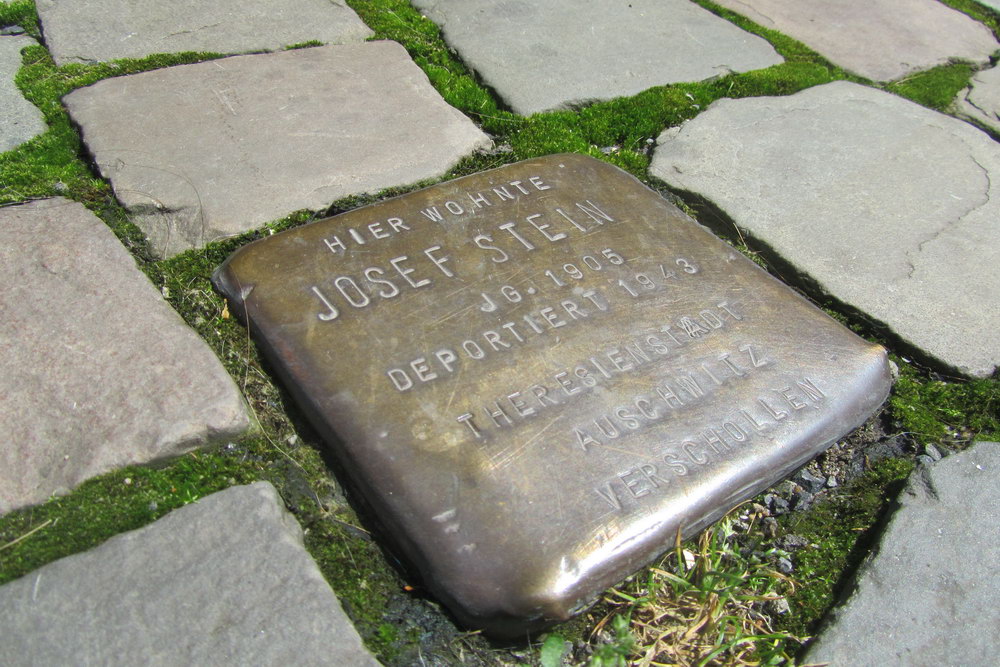 HIER WOHNTE
JOSEF STEIN
JG. 1905
DEPORTIERT 1943
THERESIENSTADT
AUSCHWITZ
VERSCHOLLEN